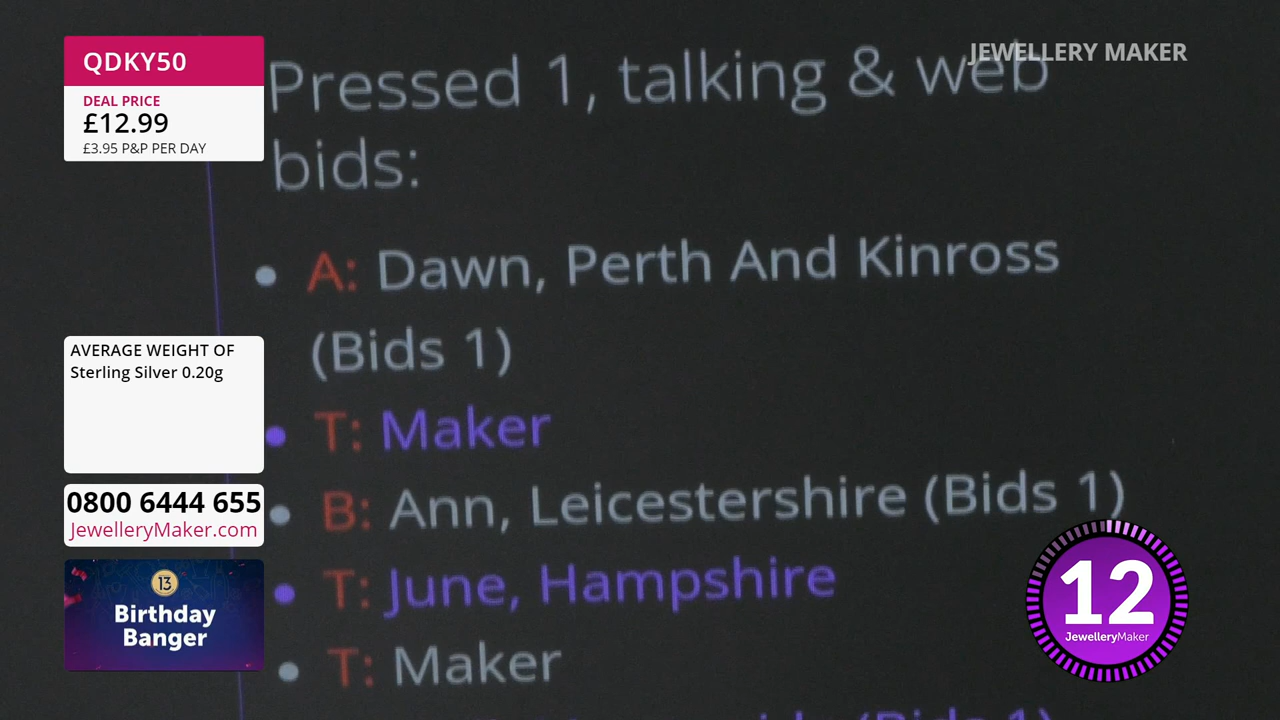 QDKY50
DEAL PRICE
£12.99
£3.95 P&P PER DAY
JEWELLERY MAKER
Pressed 1, talking & web
bids:
A: Dawn, Perth And Kinross
(Bids 1)
T: Maker
B: Ann, Leicestershire (Bids 1)
T: June, Hampshire
T: Maker
(Bids 1)
AVERAGE WEIGHT OF
Sterling Silver 0.20g
0800 6444 655
JewelleryMaker.com
13
Birthday
Banger
12
JewelleryMaker